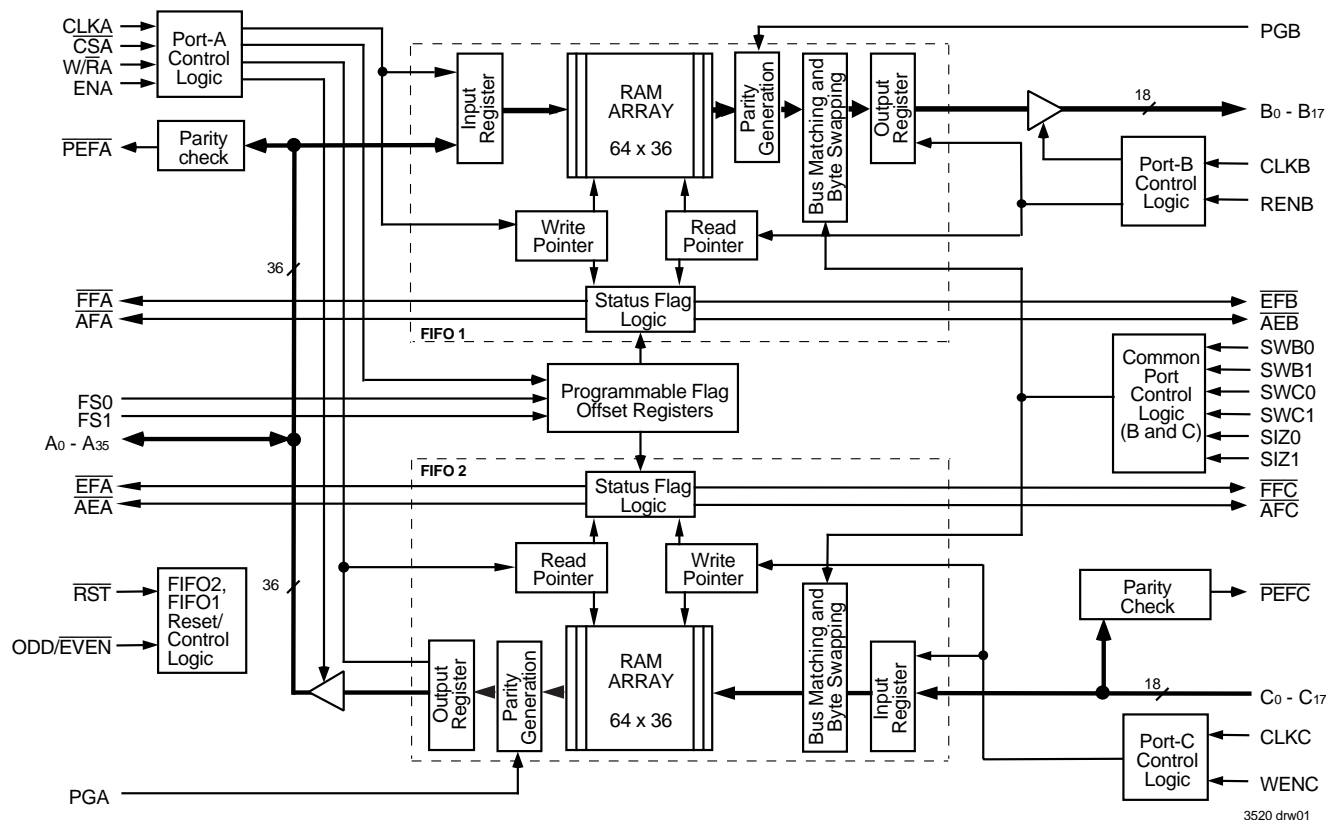 CLKA
CSA
W/RA
ENA
Port-A
Control
Logic
PEFA
Parity
check
36
FFA
AFA
FS0
FS1
A0 - A35
EFA
AEA
RST
ODD/EVEN
FIFO2,
FIFO1
Reset/
Control
Logic
36
PGA
Input
Register
RAM
ARRAY
64 x 36
Parity
Generation
Bus Matching and
Byte Swapping
Output
Register
Write
Pointer
Read
Pointer
Status Flag
Logic
FIFO 1
Programmable Flag
Offset Registers
FIFO 2
Status Flag
Logic
Read
Pointer
Write
Pointer
Output
Register
Parity
Generation
RAM
ARRAY
64 x 36
Bus Matching and
Byte Swapping
Input
Register
PGB
18
B0 - B17
Port-B
Control
Logic
CLKB
RENB
EFB
AEB
Common
Port
Control
Logic
(B and C)
SWB0
SWB1
SWC0
SWC1
SIZ0
SIZ1
FFC
AFC
Parity
Check
PEFC
18
C0 - C17
Port-C
Control
Logic
CLKC
WENC
3520 drw01